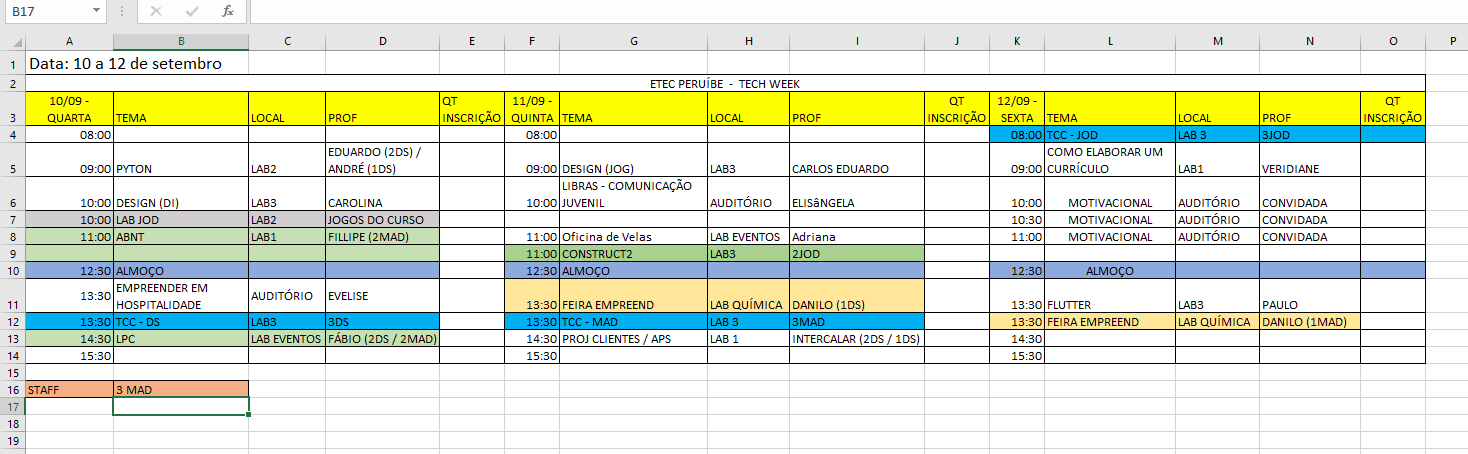 B17 fx
A B C D E F G H I J K L M N O P
1 Data: 10 a 12 de setembro
2 ETEC PERUÍBE - TECH WEEK
10/09 - QT 11/09 - QT 12/09 - QT
3 QUARTA TEMA LOCAL PROF INSCRIÇÃO QUINTA TEMA LOCAL PROF INSCRIÇÃO SEXTA TEMA LOCAL PROF INSCRIÇÃO
4 08:00 08:00 08:00 TCC - JOD LAB 3 3JOD
EDUARDO (2DS) / COMO ELABORAR UM
5 09:00 PYTON LAB2 ANDRÉ (1DS) 09:00 DESIGN (JOG) LAB3 CARLOS EDUARDO 09:00 CURRÍCULO LAB1 VERIDIANE
LIBRAS - COMUNICAÇÃO
6 10:00 DESIGN (DI) LAB3 CAROLINA 10:00 JUVENIL AUDITÓRIO ELISâNGELA 10:00 MOTIVACIONAL AUDITÓRIO CONVIDADA
7 10:00 LAB JOD LAB2 JOGOS DO CURSO 10:30 MOTIVACIONAL AUDITÓRIO CONVIDADA
8 11:00 ABNT LAB1 FILLIPE (2MAD) 11:00 Oficina de Velas LAB EVENTOS Adriana 11:00 MOTIVACIONAL AUDITÓRIO CONVIDADA
9 11:00 CONSTRUCT2 LAB3 2JOD
10 12:30 ALMOÇO 12:30 ALMOÇO 12:30 ALMOÇO
EMPREENDER EM
11 13:30 HOSPITALIDADE AUDITÓRIO EVELISE 13:30 FEIRA EMPREEND LAB QUÍMICA DANILO (1DS) 13:30 FLUTTER LAB3 PAULO
12 13:30 TCC - DS LAB3 3DS 13:30 TCC - MAD LAB 3 3MAD 13:30 FEIRA EMPREEND LAB QUÍMICA DANILO (1MAD)
13 14:30 LPC LAB EVENTOS FÁBIO (2DS / 2MAD) 14:30 PROJ CLIENTES / APS LAB 1 INTERCALAR (2DS / 1DS) 14:30
14 15:30 15:30 15:30
15
16 STAFF 3 MAD
17
18
19